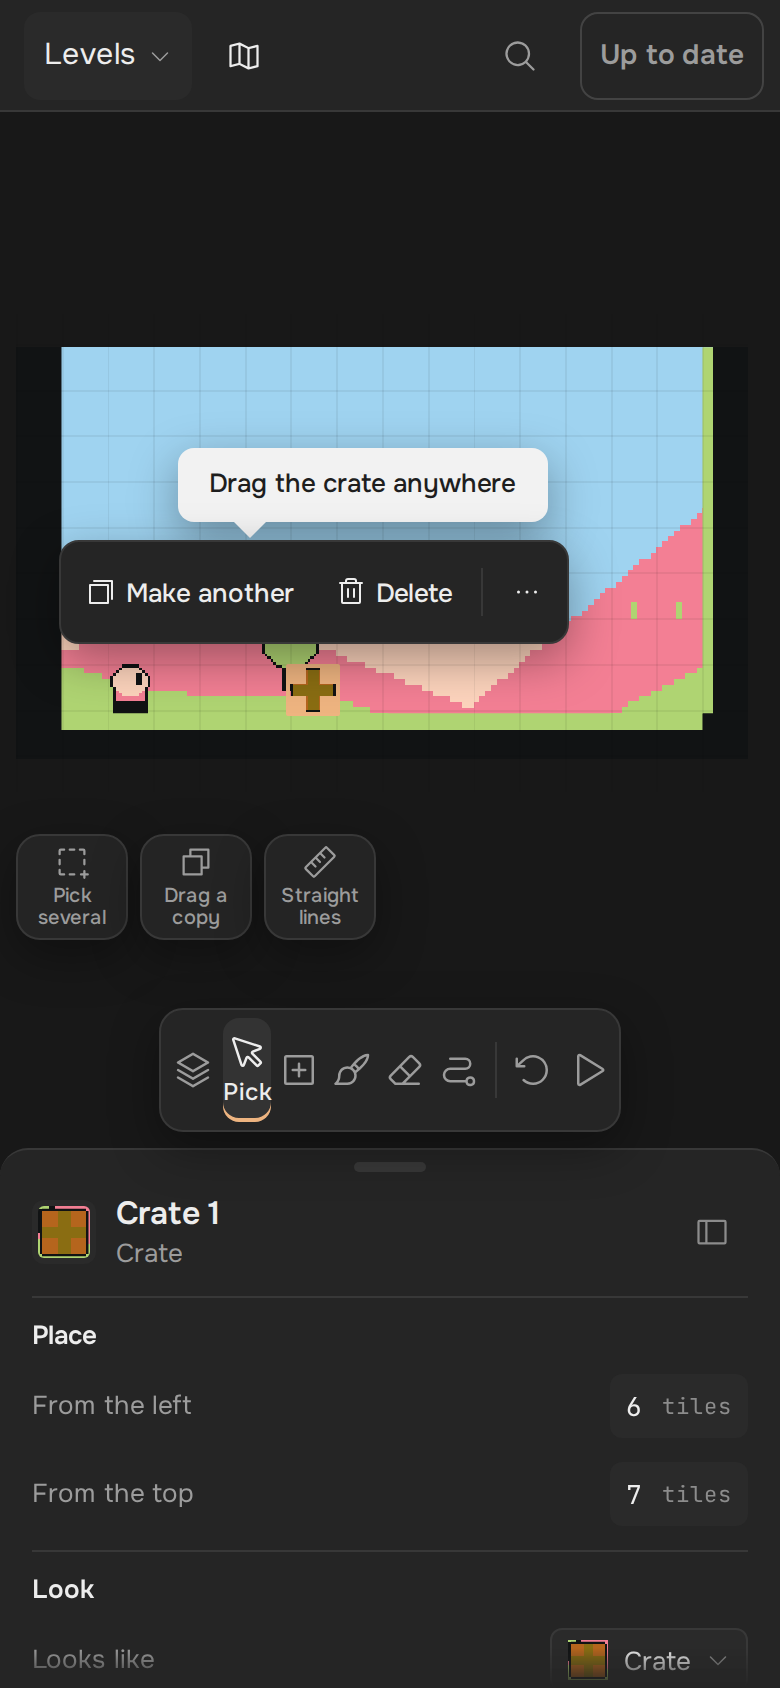 Levels
Up to date
Drag the crate anywhere
Make another
Delete
Pick
several
Drag a
copy
Straight
lines
Pick
Crate 1
Crate
Place
From the left
6 tiles
From the top
7 tiles
Look
Looks like
Crate